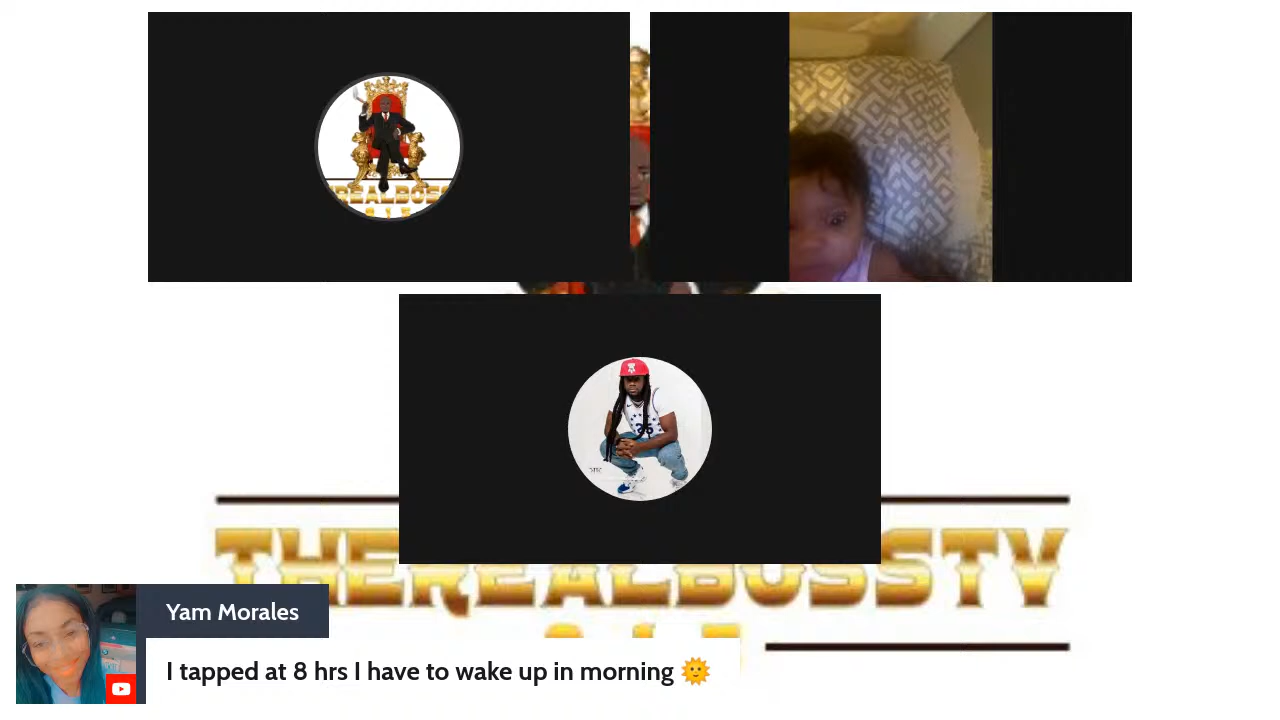 THEREALBOSSTV
Yam Morales
I tapped at 8 hrs I have to wake up in morning 🌞